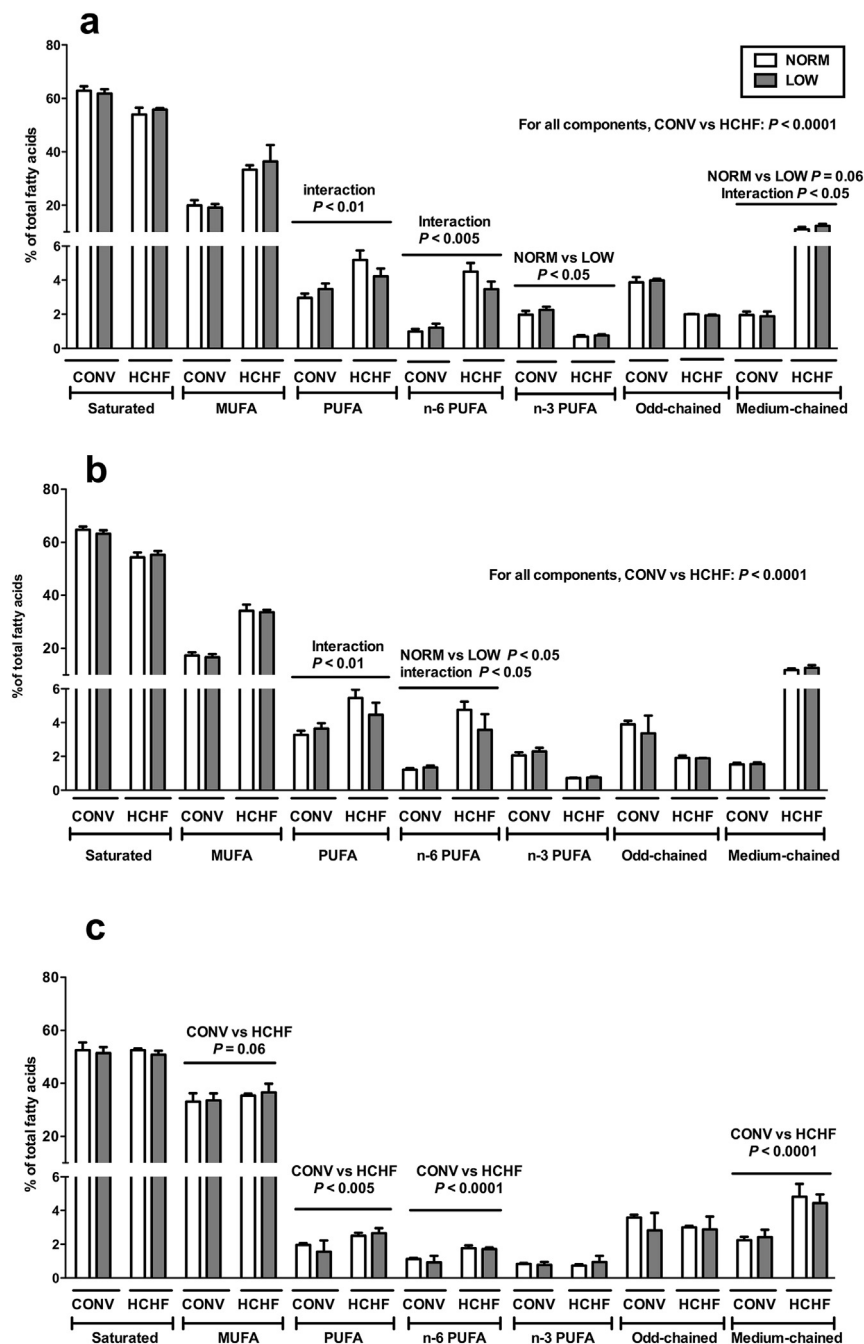 a
80
60
40
20
6
4
2
0
% of total fatty acids
NORM
LOW
For all components, CONV vs HCHF: P < 0.0001
interaction
P < 0.01
Interaction
P < 0.005
NORM vs LOW
P < 0.05
NORM vs LOW P = 0.06
Interaction P < 0.05
CONV HCHF CONV HCHF CONV HCHF CONV HCHF CONV HCHF CONV HCHF CONV HCHF
Saturated MUFA PUFA n-6 PUFA n-3 PUFA Odd-chained Medium-chained
b
80
60
40
20
6
4
2
0
%of total fatty acids
For all components, CONV vs HCHF: P < 0.0001
Interaction
P < 0.01
NORM vs LOW P < 0.05
interaction P < 0.05
CONV HCHF CONV HCHF CONV HCHF CONV HCHF CONV HCHF CONV HCHF CONV HCHF
Saturated MUFA PUFA n-6 PUFA n-3 PUFA Odd-chained Medium-chained
c
80
60
40
20
6
4
2
0
% of total fatty acids
CONV vs HCHF
P = 0.06
CONV vs HCHF
P < 0.005
CONV vs HCHF
P < 0.0001
CONV vs HCHF
P < 0.0001
CONV HCHF CONV HCHF CONV HCHF CONV HCHF CONV HCHF CONV HCHF CONV HCHF
Saturated MUFA PUFA n-6 PUFA n-3 PUFA Odd-chained Medium-chained